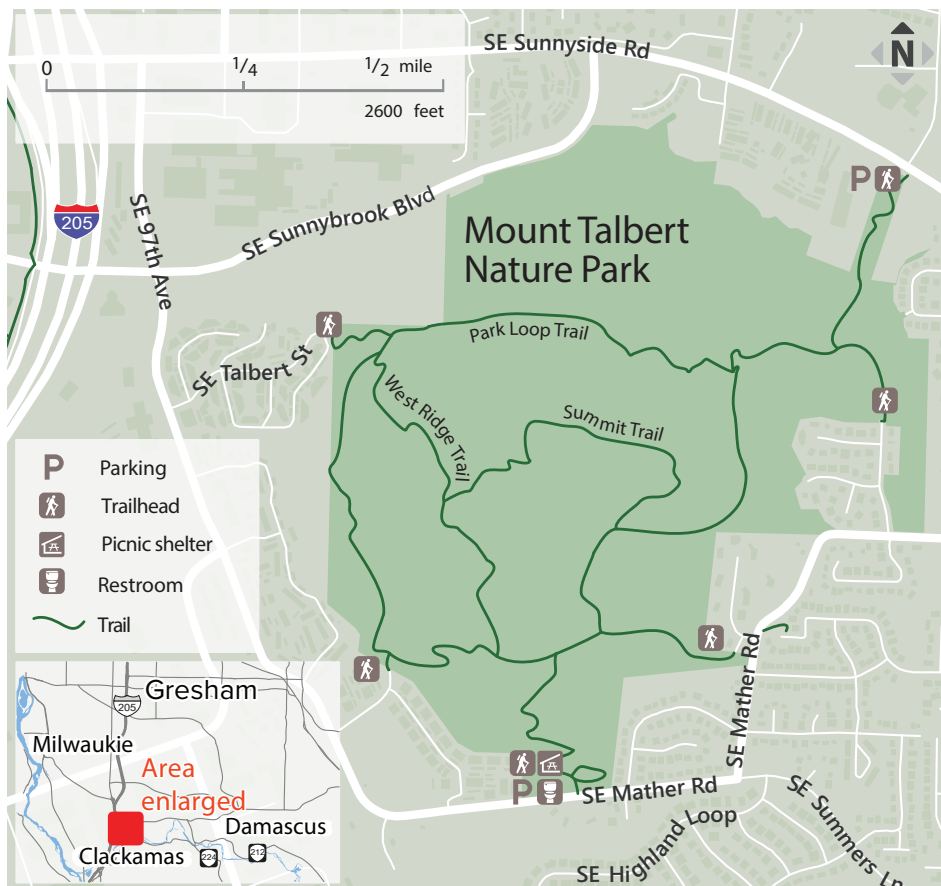 SE Sunnyside Rd
N
0
1/4
1/2 mile
2600 feet
P
205
SE 97th Ave
SE Sunnybrook Blvd
Mount Talbert
Nature Park
Park Loop Trail
SE Talbert St
West Ridge Trail
Summit Trail
P Parking
Trailhead
Picnic shelter
Restroom
Trail
SE Mather Rd
P
SE Mather Rd
SE Highland Loop
SE Summers Ln
205
Gresham
Milwaukie
Area
enlarged
Damascus
Clackamas
224
212